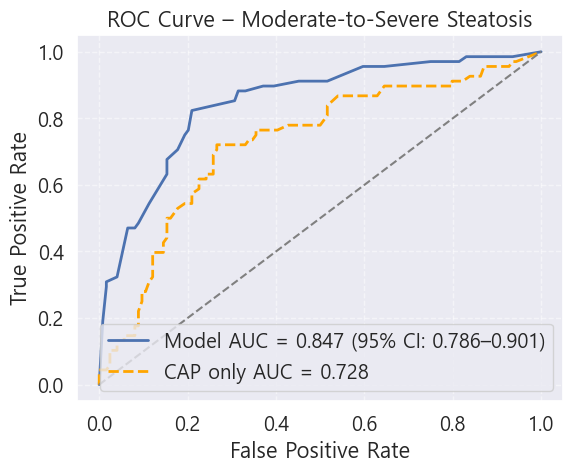 ROC Curve – Moderate-to-Severe Steatosis
True Positive Rate
1.0
0.8
0.6
0.4
0.2
0.0
Model AUC = 0.847 (95% CI: 0.786–0.901)
CAP only AUC = 0.728
0.0 0.2 0.4 0.6 0.8 1.0
False Positive Rate